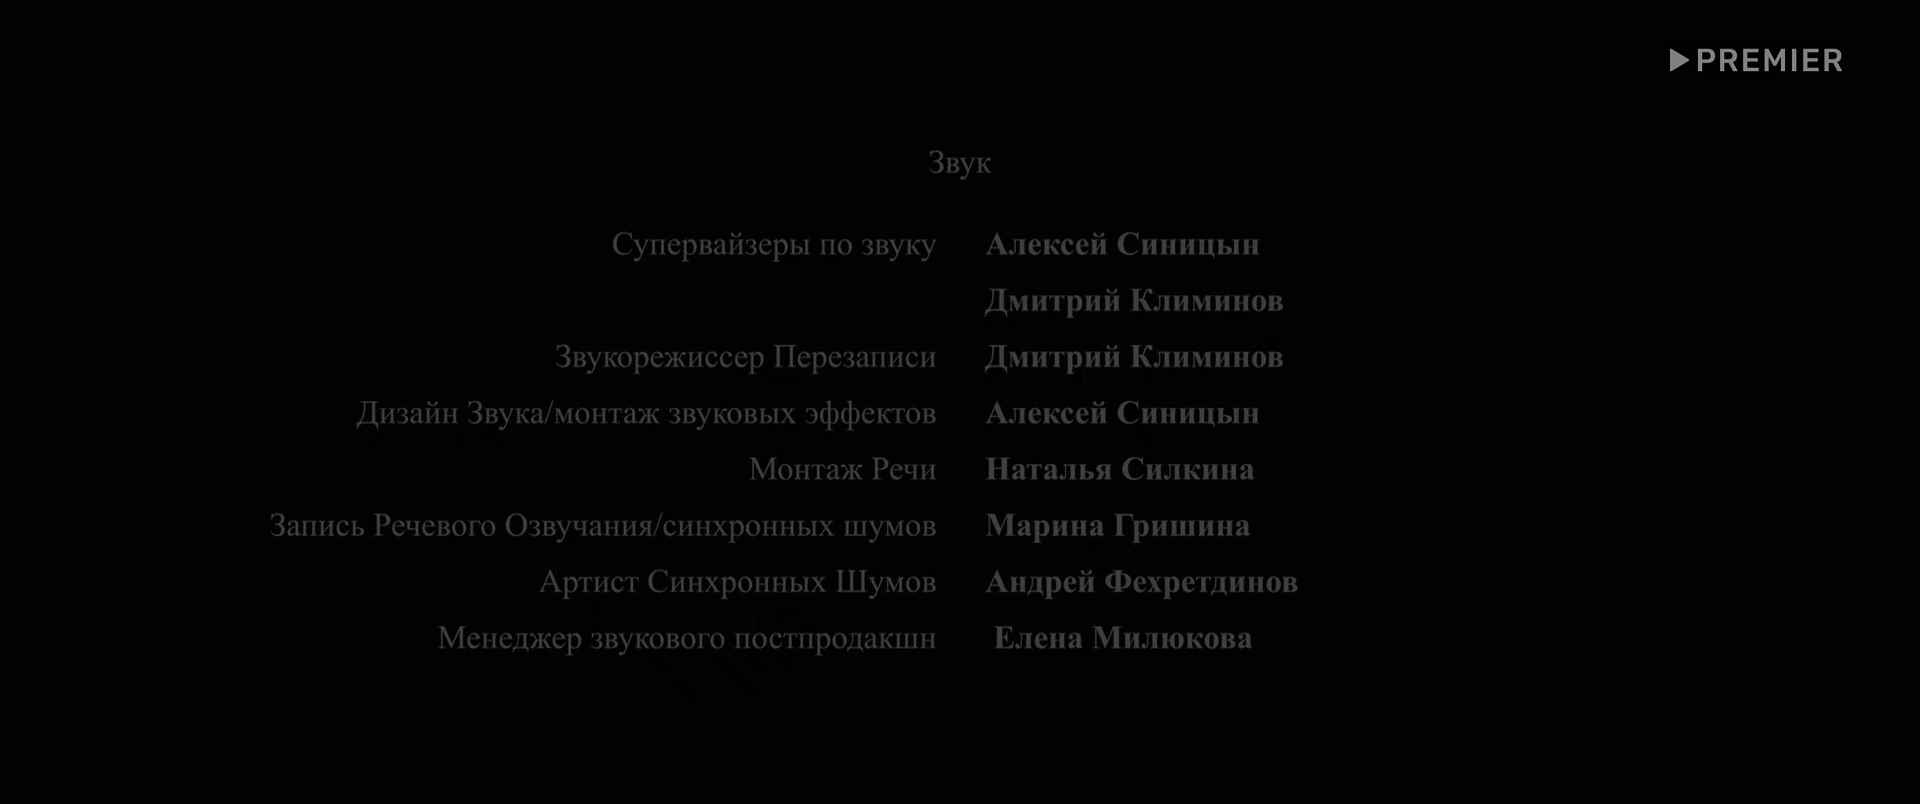 PREMIER
Звук
Супервайзеры по звуку Алексей Синицын
Дмитрий Климинов
Звукорежиссер Перезаписи Дмитрий Климинов
Дизайн Звука/монтаж звуковых эффектов Алексей Синицын
Монтаж Речи Наталья Силкина
Запись Речевого Озвучания/синхронных шумов Марина Гришина
Артист Синхронных Шумов Андрей Фехретдинов
Менеджер звукового постпродакшн Елена Милюкова